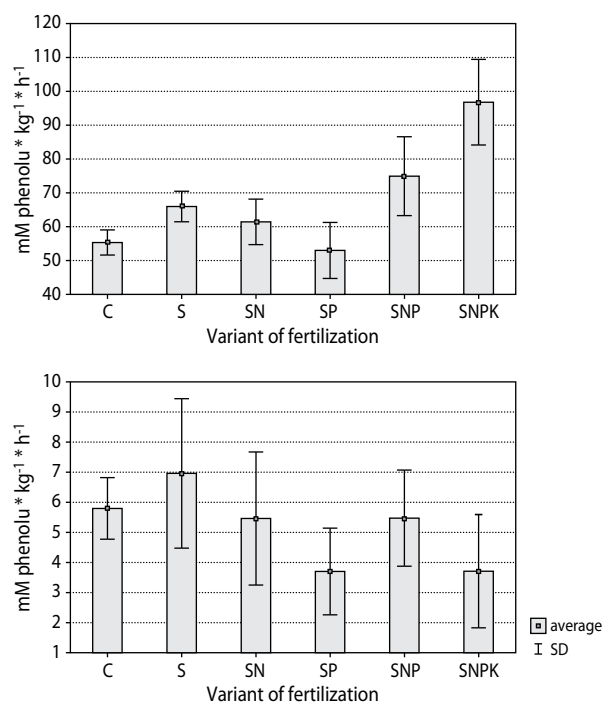 120
110
100
90
80
70
60
50
40
mM phenolu * kg⁻¹ * h⁻¹
C S SN SP SNP SNPK
Variant of fertilization
10
9
8
7
6
5
4
3
2
1
mM phenolu * kg⁻¹ * h⁻¹
C S SN SP SNP SNPK
Variant of fertilization
average
SD